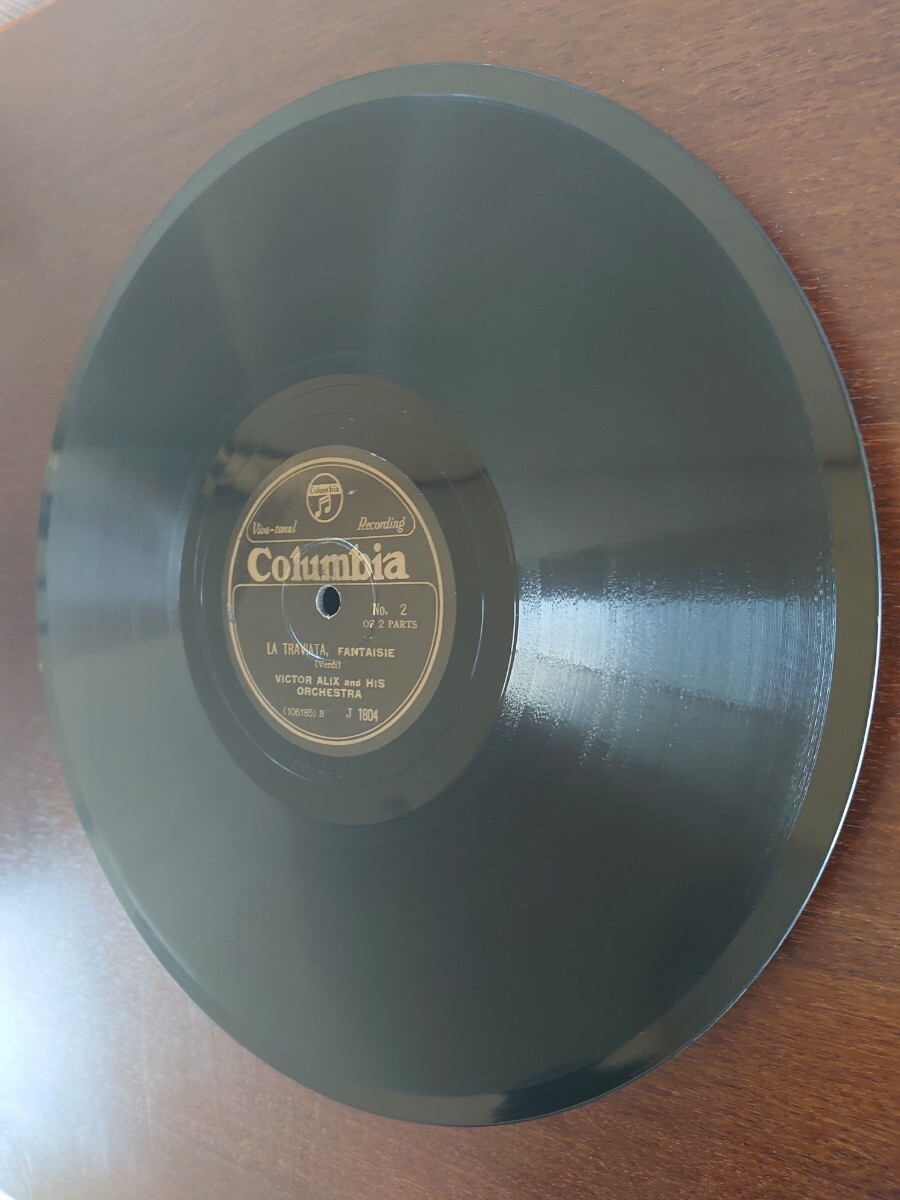 Columbia
Viva-tonal Recording
Columbia
No. 2
OF 2 PARTS
LA TRAVIATA, FANTAISIE
(Verdi)
VICTOR ALIX and HIS
ORCHESTRA
(106185) B J 1804